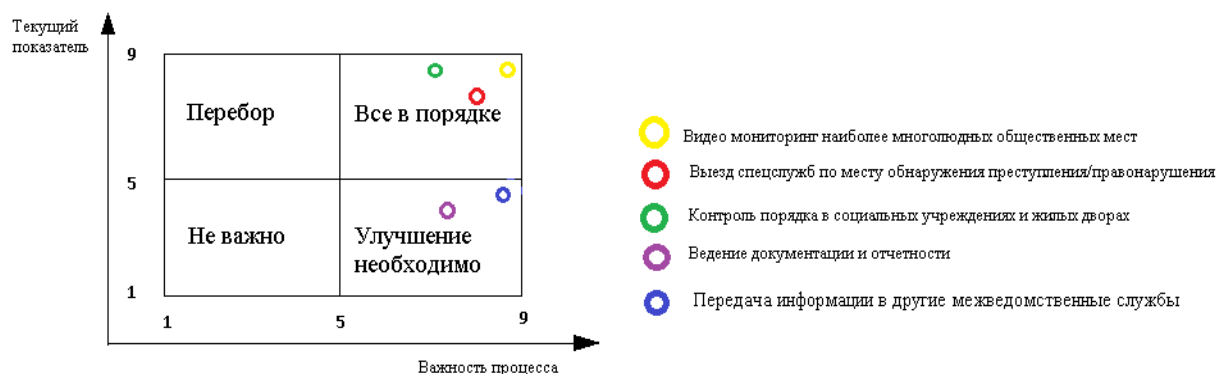 Текущий
показатель
9
Перебор
Все в порядке
5
Не важно
Улучшение
необходимо
1
1
5
9
Важность процесса
Видео мониторинг наиболее многолюдных общественных мест
Выезд спецслужб по месту обнаружения преступления/правонарушения
Контроль порядка в социальных учреждениях и жилых дворах
Ведение документации и отчетности
Передача информации в другие межведомственные службы